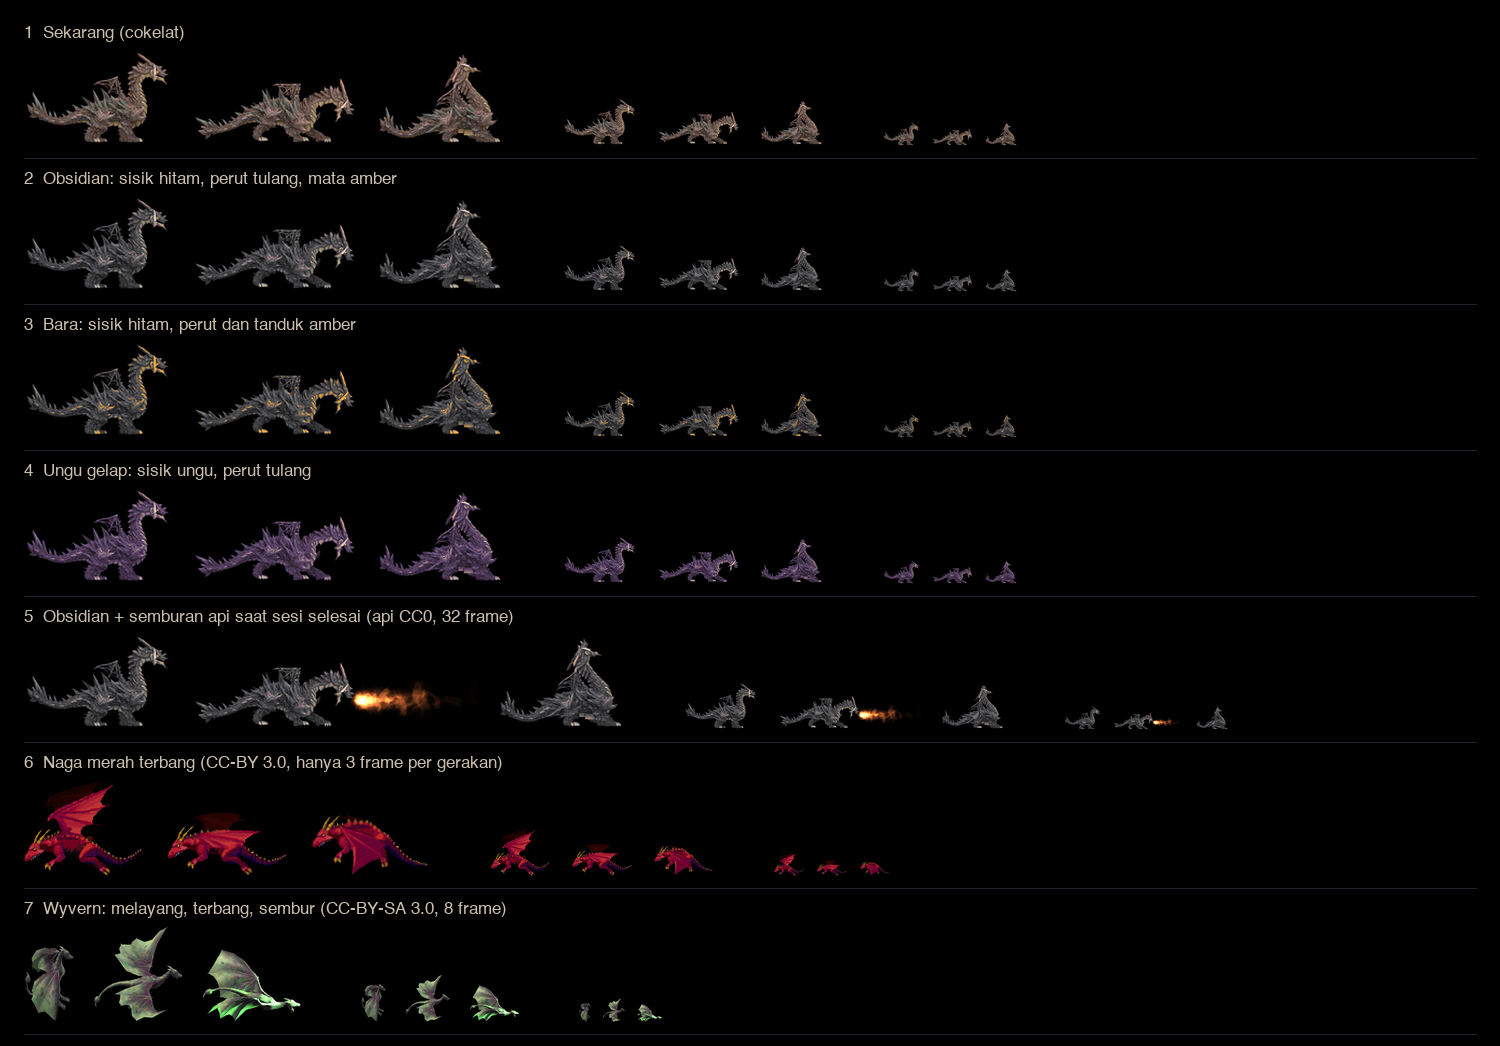 1 Sekarang (cokelat)
2 Obsidian: sisik hitam, perut tulang, mata amber
3 Bara: sisik hitam, perut dan tanduk amber
4 Ungu gelap: sisik ungu, perut tulang
5 Obsidian + semburan api saat sesi selesai (api CC0, 32 frame)
6 Naga merah terbang (CC-BY 3.0, hanya 3 frame per gerakan)
7 Wyvern: melayang, terbang, sembur (CC-BY-SA 3.0, 8 frame)